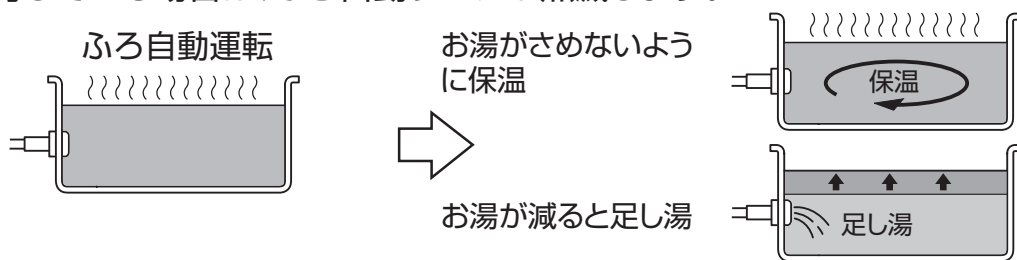 ふろ自動運転
お湯がさめないよう
に保温
保温
お湯が減ると足し湯
足し湯